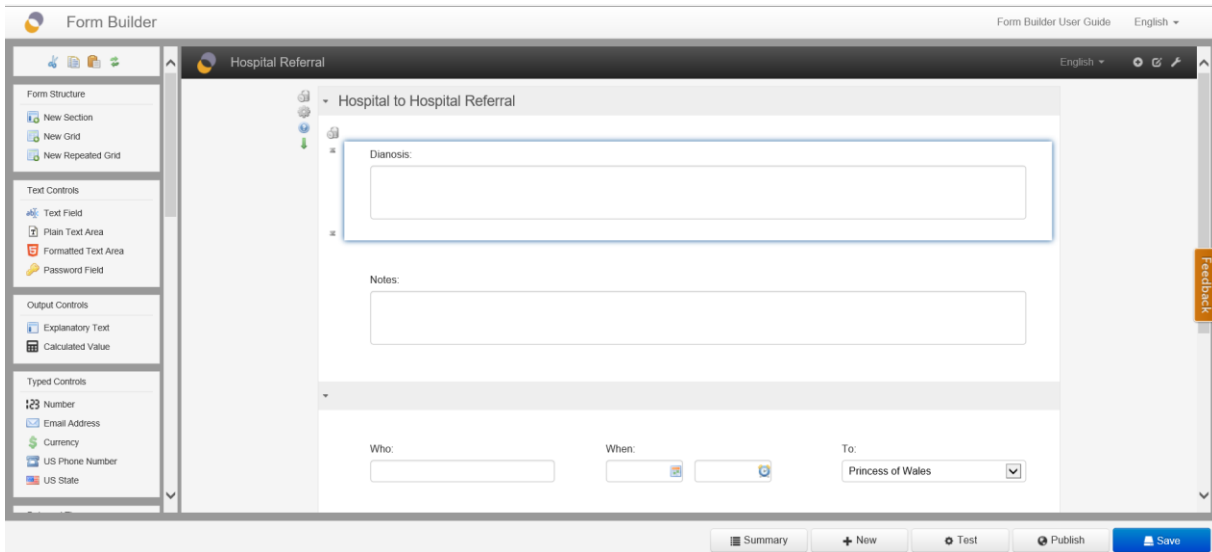 Form Builder
Form Builder User Guide
English
Hospital Referral
English
Form Structure
New Section
New Grid
New Repeated Grid
Text Controls
Text Field
Plain Text Area
Formatted Text Area
Password Field
Output Controls
Explanatory Text
Calculated Value
Typed Controls
Number
Email Address
Currency
US Phone Number
US State
Hospital to Hospital Referral
Dianosis:
Notes:
Who:
When:
To:
Princess of Wales
Feedback
Summary
New
Test
Publish
Save